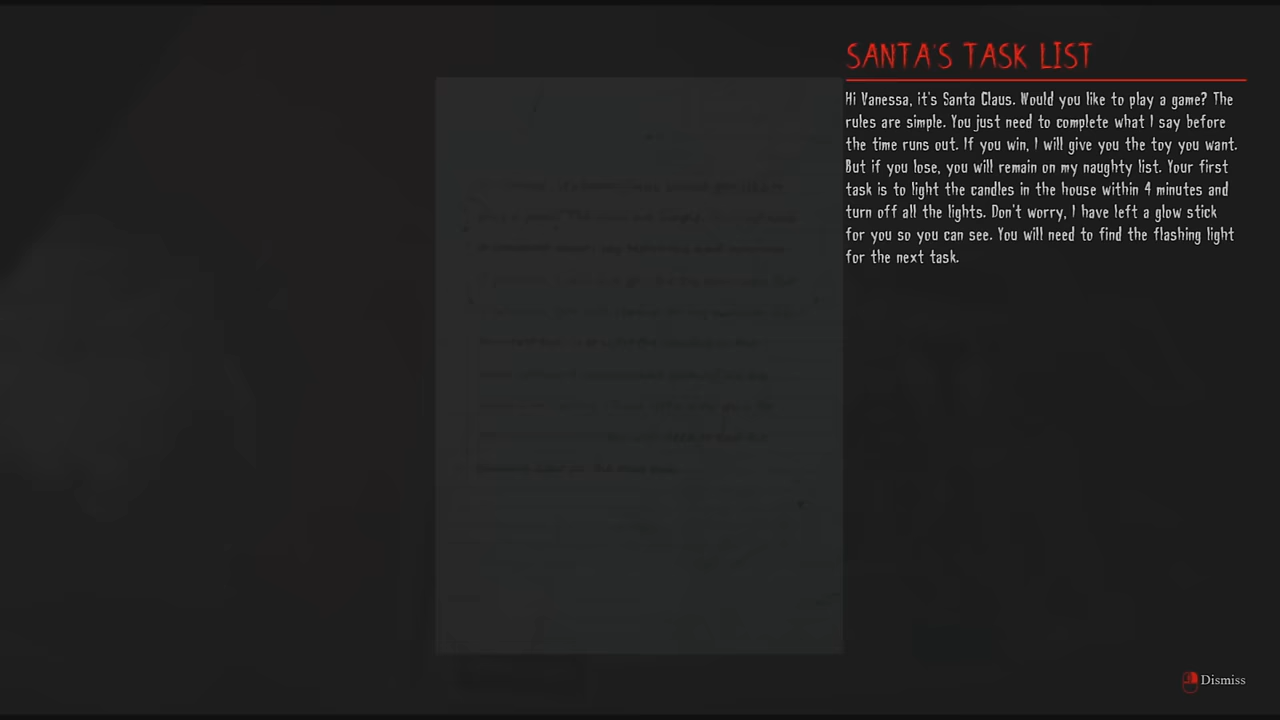 SANTA'S TASK LIST
Hi Vanessa, it's Santa Claus. Would you like to play a game? The
rules are simple. You just need to complete what I say before
the time runs out. If you win, I will give you the toy you want.
But if you lose, you will remain on my naughty list. Your first
task is to light the candles in the house within 4 minutes and
turn off all the lights. Don't worry, I have left a glow stick
for you so you can see. You will need to find the flashing light
for the next task.
Dismiss